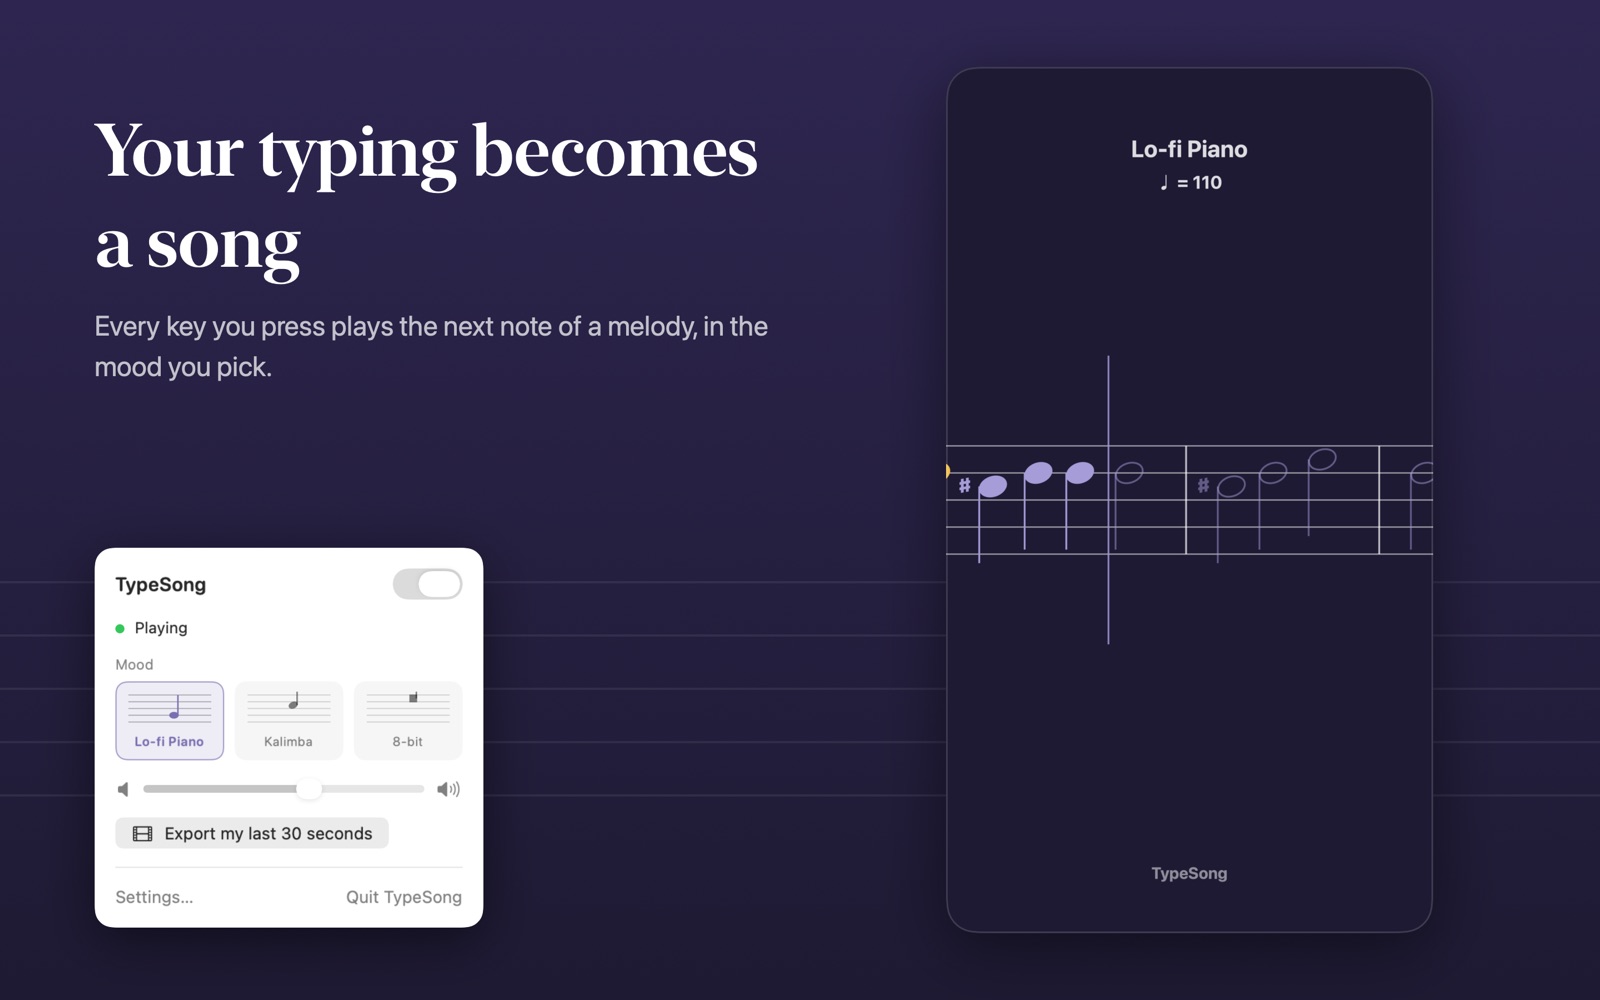 Your typing becomes
a song
Every key you press plays the next note of a melody, in the
mood you pick.
TypeSong
Playing
Mood
Lo-fi Piano
Kalimba
8-bit
Export my last 30 seconds
Settings...
Quit TypeSong
Lo-fi Piano
♩ = 110
TypeSong